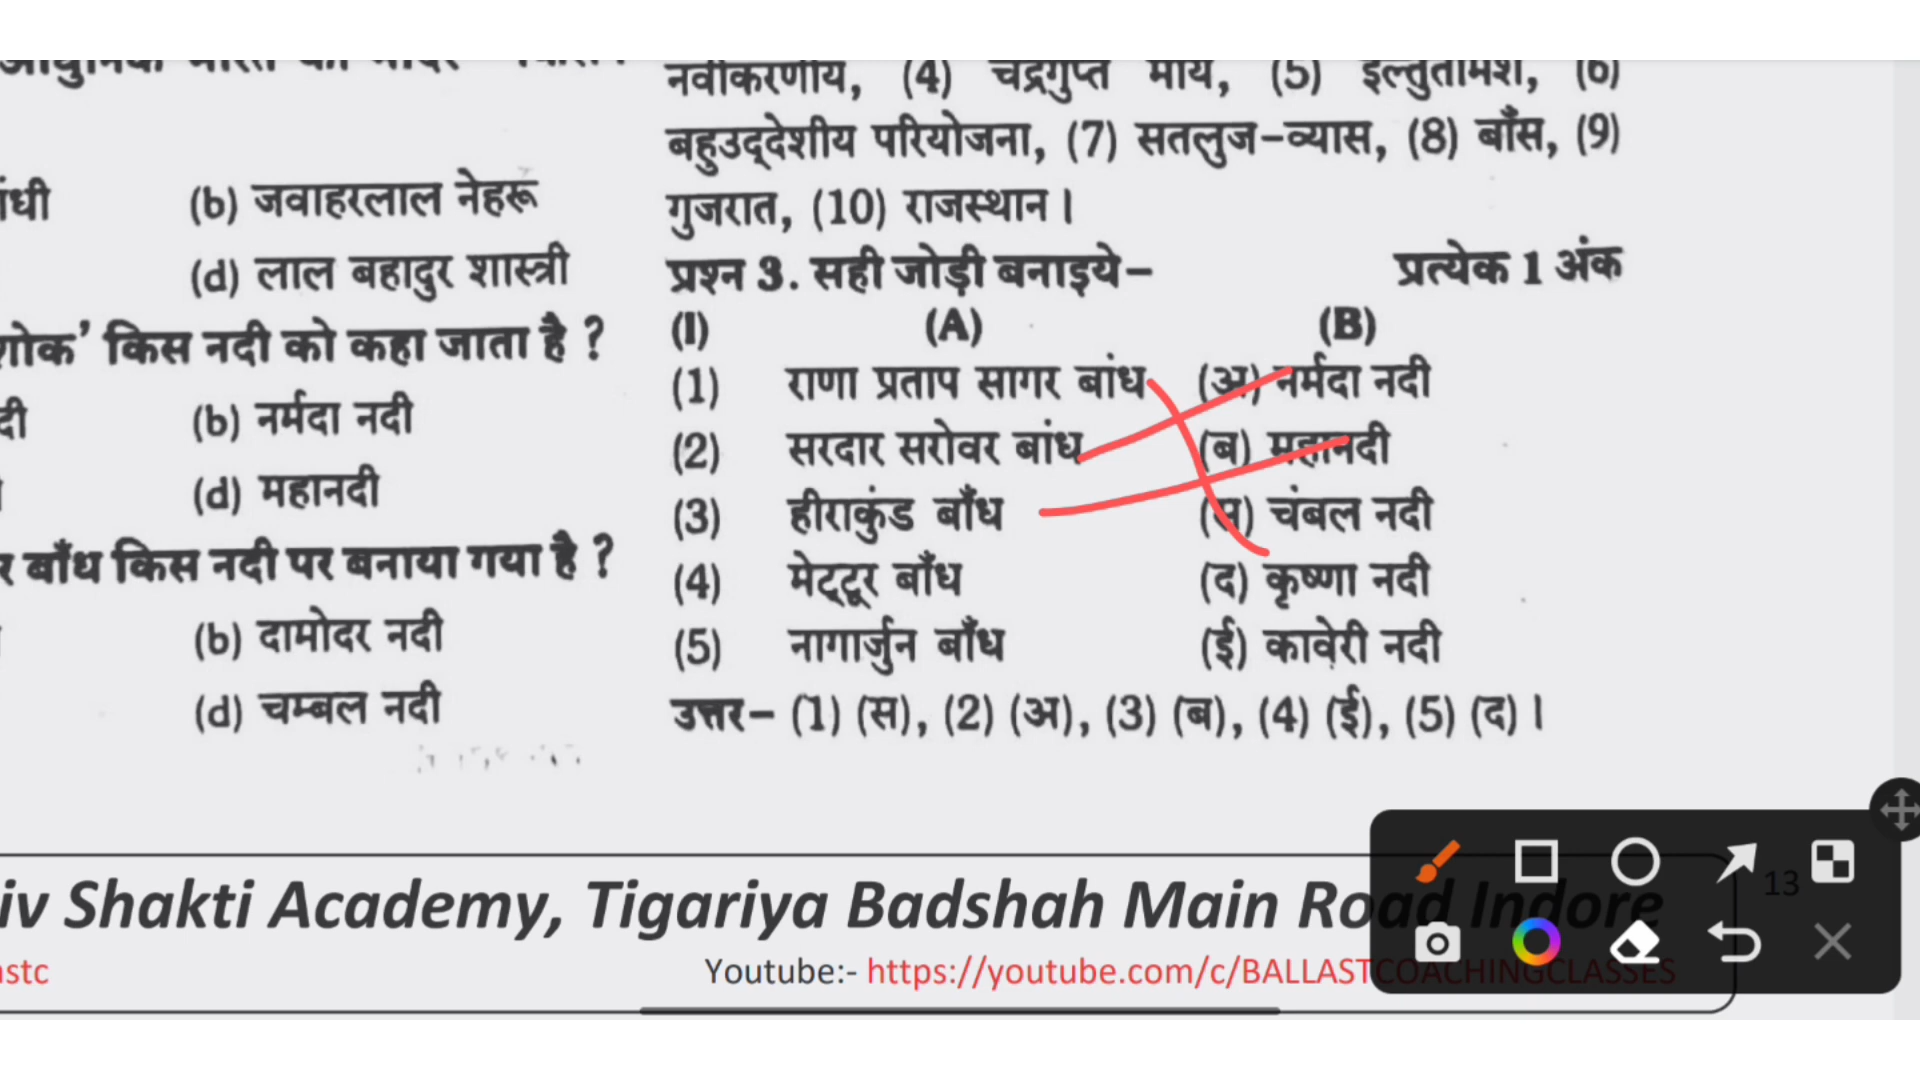 (b) जवाहरलाल नेहरू
(d) लाल बहादुर शास्त्री
किस नदी को कहा जाता है ?
(b) नर्मदा नदी
(d) महानदी
बाँध किस नदी पर बनाया गया है ?
(b) दामोदर नदी
(d) चम्बल नदी
नवीकरणीय, (4) चंद्रगुप्त मौर्य, (5) इल्तुतमिश, (6)
बहुउद्देशीय परियोजना, (7) सतलुज-व्यास, (8) बाँस, (9)
गुजरात, (10) राजस्थान।
प्रश्न 3. सही जोड़ी बनाइये- प्रत्येक 1 अंक
(I) (A) (B)
(1) राणा प्रताप सागर बांध (अ) नर्मदा नदी
(2) सरदार सरोवर बांध (ब) महानदी
(3) हीराकुंड बाँध (स) चंबल नदी
(4) मेट्टूर बाँध (द) कृष्णा नदी
(5) नागार्जुन बाँध (ई) कावेरी नदी
उत्तर- (1) (स), (2) (अ), (3) (ब), (4) (ई), (5) (द)।
Shakti Academy, Tigariya Badshah Main Road Indore
13
Youtube:- https://youtube.com/c/BALLASTCOACHINGCLASSES